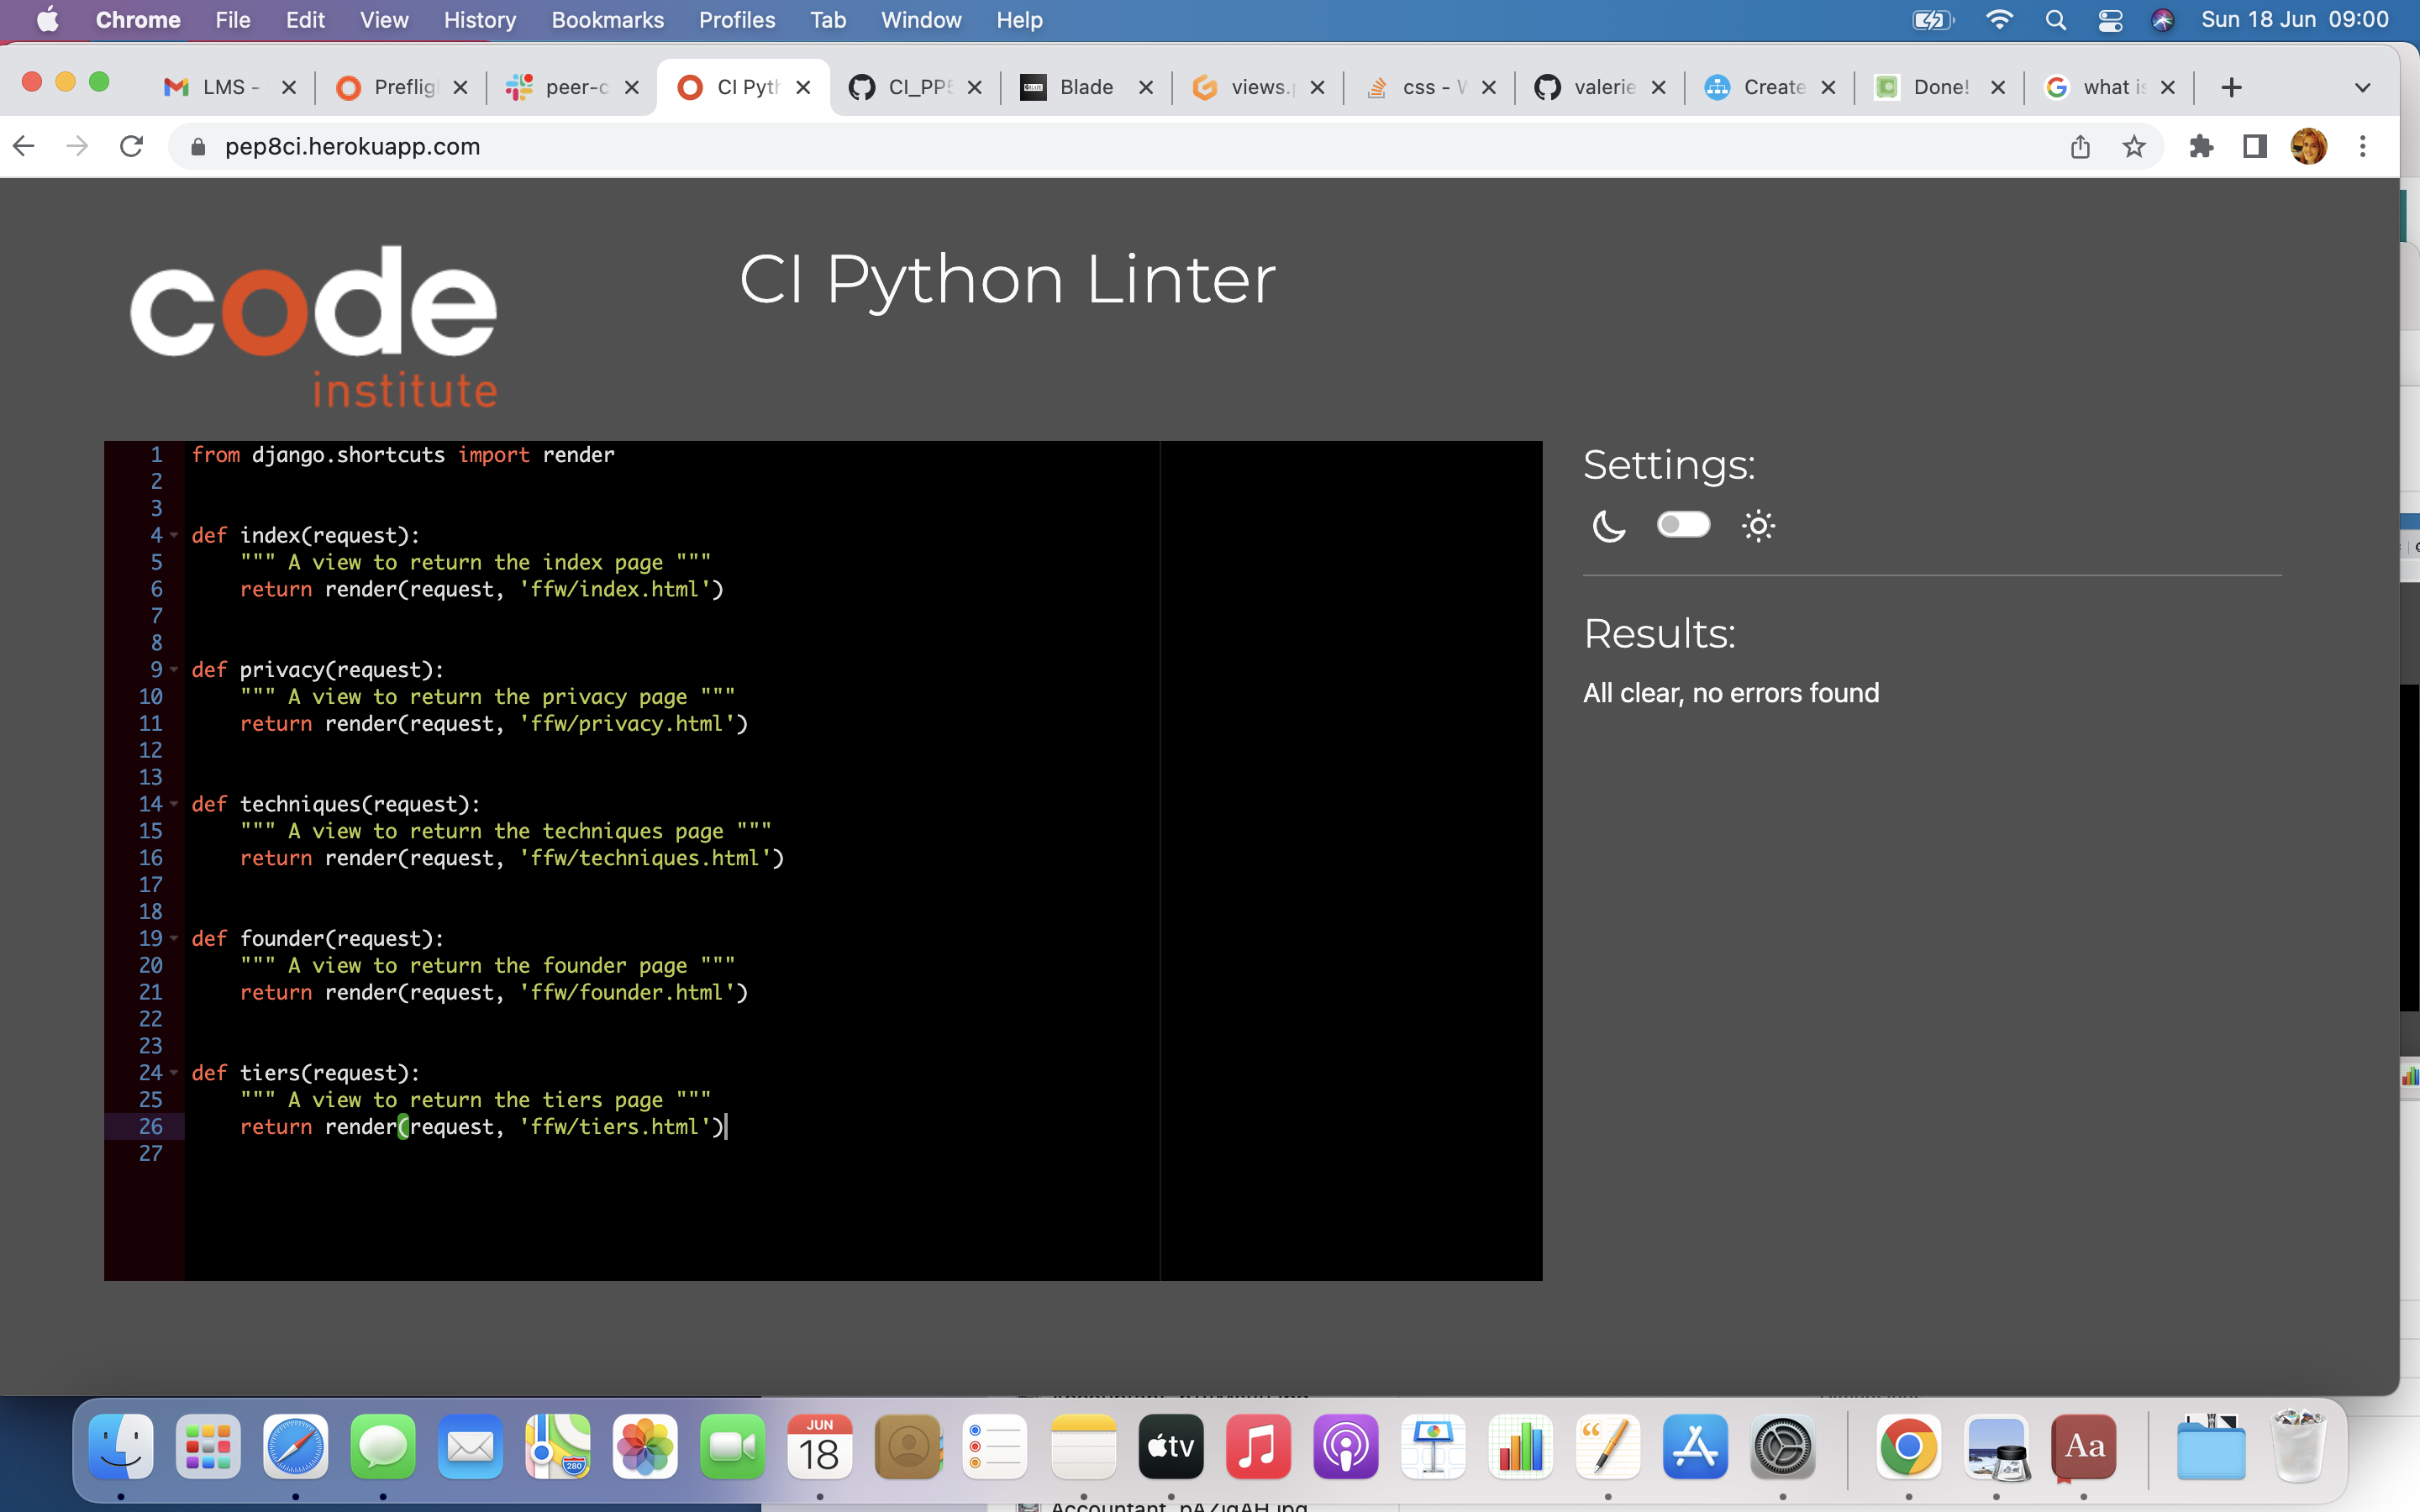 Chrome File Edit View History Bookmarks Profiles Tab Window Help Sun 18 Jun 09:00
LMS - Preflig peer-c CI Pyth CI_PP5 Blade views. css - W valerie Create Done! what is
pep8ci.herokuapp.com
code
institute
CI Python Linter
1 from django.shortcuts import render
2
3
4 def index(request):
5 """ A view to return the index page """
6 return render(request, 'ffw/index.html')
7
8
9 def privacy(request):
10 """ A view to return the privacy page """
11 return render(request, 'ffw/privacy.html')
12
13
14 def techniques(request):
15 """ A view to return the techniques page """
16 return render(request, 'ffw/techniques.html')
17
18
19 def founder(request):
20 """ A view to return the founder page """
21 return render(request, 'ffw/founder.html')
22
23
24 def tiers(request):
25 """ A view to return the tiers page """
26 return render(request, 'ffw/tiers.html')
27
Settings:
Results:
All clear, no errors found
JUN
18
280
tv
Aa